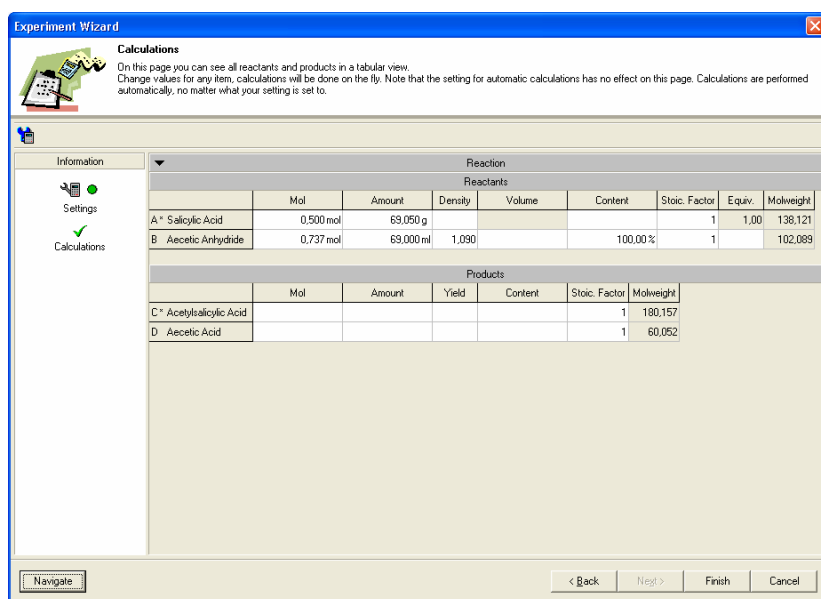 Experiment Wizard
Calculations
On this page you can see all reactants and products in a tabular view.
Change values for any item, calculations will be done on the fly. Note that the setting for automatic calculations has no effect on this page. Calculations are performed
automatically, no matter what your setting is set to.
Information
Settings
Calculations
Reaction
Reactants
Mol Amount Density Volume Content Stoic. Factor Equiv. Molweight
A* Salicylic Acid 0,500 mol 69,050 g 1 1,00 138,121
B Aecetic Anhydride 0,737 mol 69,000 ml 1,090 100,00 % 1 102,089
Products
Mol Amount Yield Content Stoic. Factor Molweight
C* Acetylsalicylic Acid 1 180,157
D Aecetic Acid 1 60,052
Navigate < Back Next > Finish Cancel